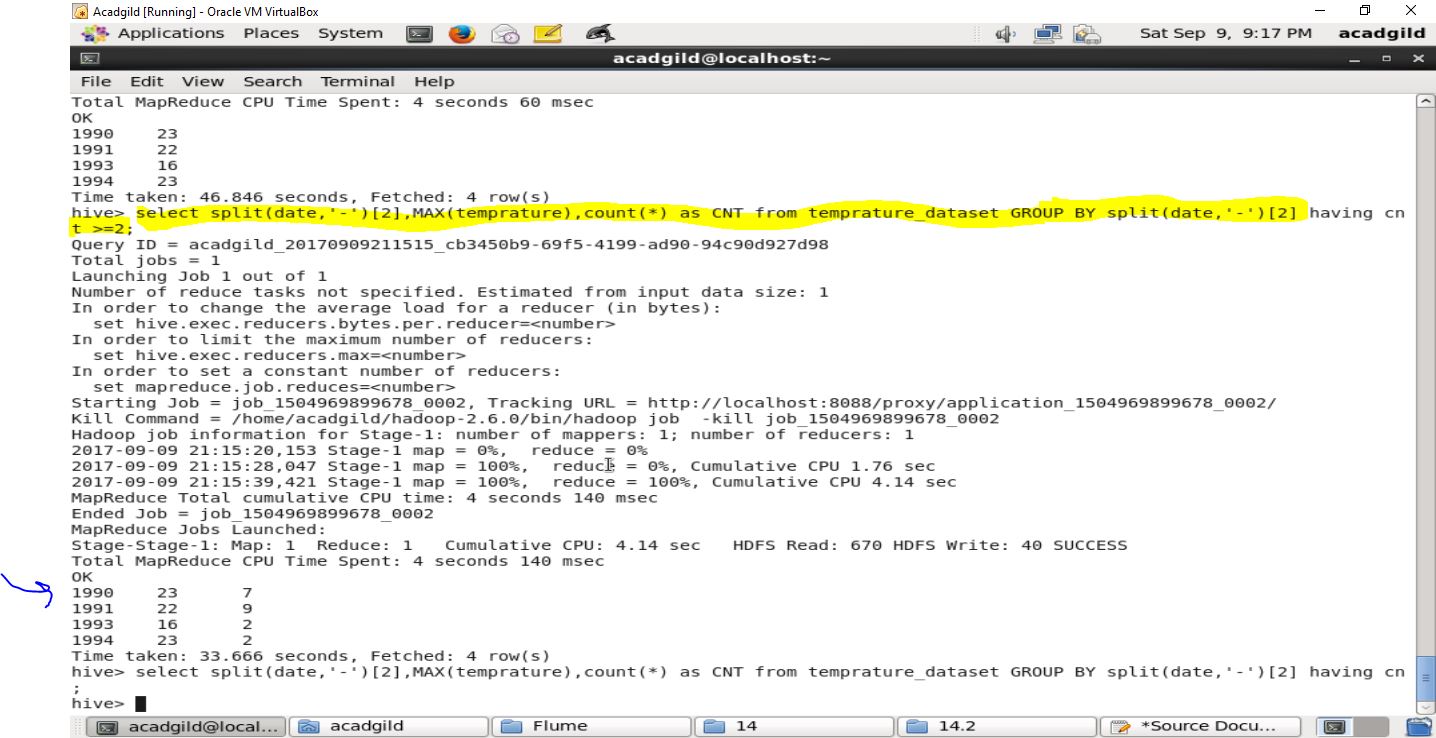 Acadgild [Running] - Oracle VM VirtualBox
Applications Places System Sat Sep 9, 9:17 PM acadgild
acadgild@localhost:~
File Edit View Search Terminal Help
Total MapReduce CPU Time Spent: 4 seconds 60 msec
OK
1990 23
1991 22
1993 16
1994 23
Time taken: 46.846 seconds, Fetched: 4 row(s)
hive> select split(date,'-')[2],MAX(temprature),count(*) as CNT from temprature_dataset GROUP BY split(date,'-')[2] having cn
t >=2;
Query ID = acadgild_20170909211515_cb3450b9-69f5-4199-ad90-94c90d927d98
Total jobs = 1
Launching Job 1 out of 1
Number of reduce tasks not specified. Estimated from input data size: 1
In order to change the average load for a reducer (in bytes):
  set hive.exec.reducers.bytes.per.reducer=<number>
In order to limit the maximum number of reducers:
  set hive.exec.reducers.max=<number>
In order to set a constant number of reducers:
  set mapreduce.job.reduces=<number>
Starting Job = job_1504969899678_0002, Tracking URL = http://localhost:8088/proxy/application_1504969899678_0002/
Kill Command = /home/acadgild/hadoop-2.6.0/bin/hadoop job  -kill job_1504969899678_0002
Hadoop job information for Stage-1: number of mappers: 1; number of reducers: 1
2017-09-09 21:15:20,153 Stage-1 map = 0%,  reduce = 0%
2017-09-09 21:15:28,047 Stage-1 map = 100%,  reduce = 0%, Cumulative CPU 1.76 sec
2017-09-09 21:15:39,421 Stage-1 map = 100%,  reduce = 100%, Cumulative CPU 4.14 sec
MapReduce Total cumulative CPU time: 4 seconds 140 msec
Ended Job = job_1504969899678_0002
MapReduce Jobs Launched:
Stage-Stage-1: Map: 1  Reduce: 1   Cumulative CPU: 4.14 sec   HDFS Read: 670 HDFS Write: 40 SUCCESS
Total MapReduce CPU Time Spent: 4 seconds 140 msec
OK
1990 23 7
1991 22 9
1993 16 2
1994 23 2
Time taken: 33.666 seconds, Fetched: 4 row(s)
hive> select split(date,'-')[2],MAX(temprature),count(*) as CNT from temprature_dataset GROUP BY split(date,'-')[2] having cn
;
hive>
acadgild@local... acadgild Flume 14 14.2 *Source Docu...